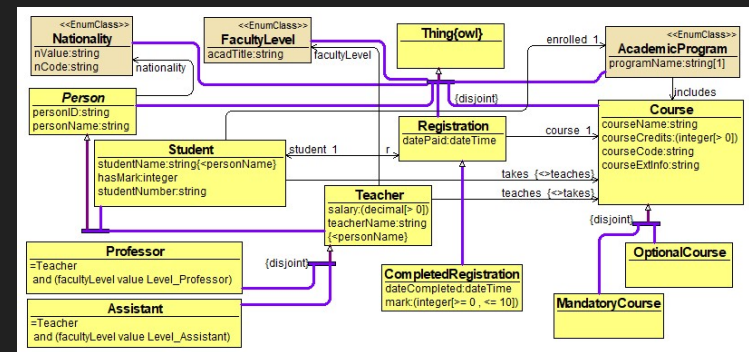 <<EnumClass>>
Nationality
nValue:string
nCode:string
nationality
<<EnumClass>>
FacultyLevel
acadTitle:string
facultyLevel
Thing{owl}
enrolled 1
<<EnumClass>>
AcademicProgram
programName:string[1]
includes
{disjoint}
Person
personID:string
personName:string
Student
studentName:string{<personName}
hasMark:integer
studentNumber:string
student 1
r
Registration
datePaid:dateTime
course 1
Course
courseName:string
courseCredits:(integer[> 0])
courseCode:string
courseExtInfo:string
takes {<>teaches}
teaches {<>takes}
Teacher
salary:(decimal[> 0])
teacherName:string
{<personName}
{disjoint}
Professor
=Teacher
and (facultyLevel value Level_Professor)
{disjoint}
Assistant
=Teacher
and (facultyLevel value Level_Assistant)
CompletedRegistration
dateCompleted:dateTime
mark:(integer[>= 0 , <= 10])
OptionalCourse
MandatoryCourse